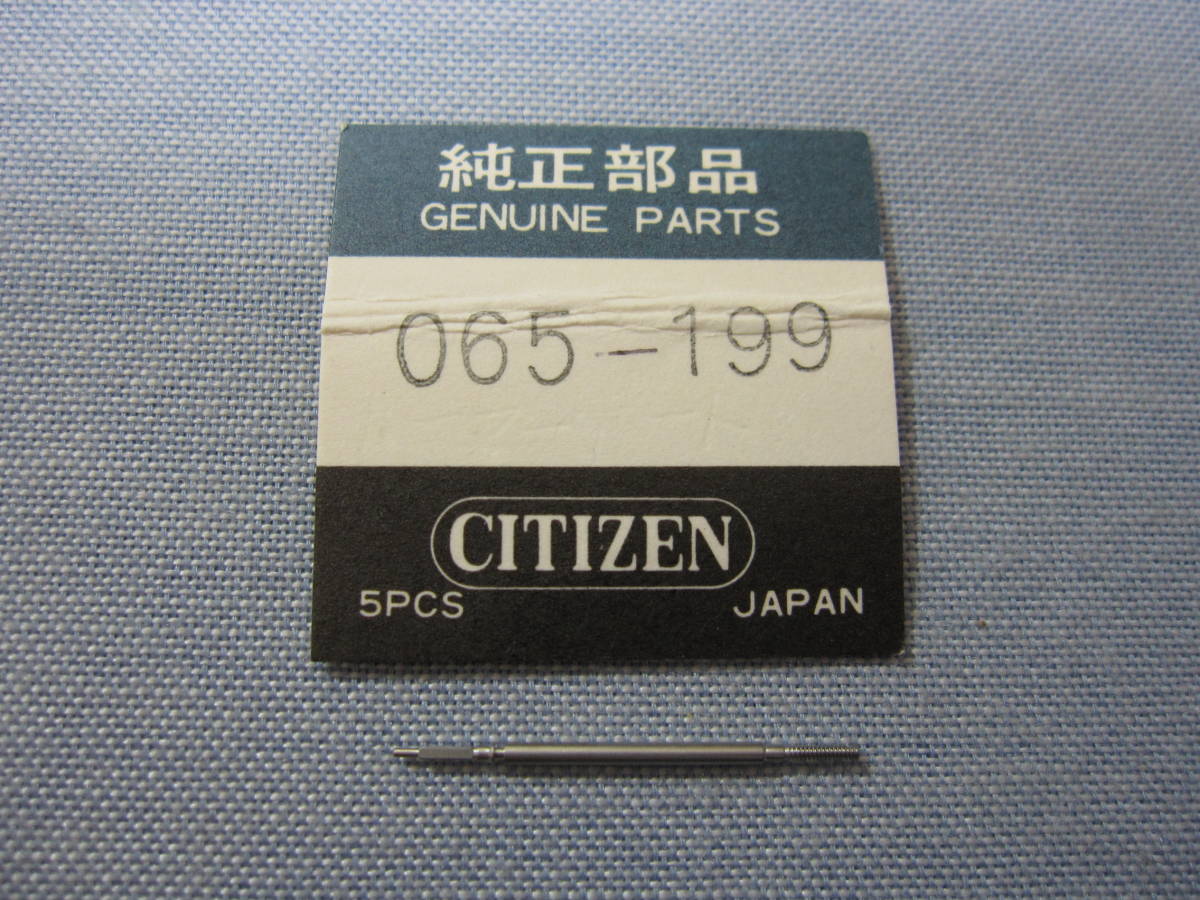 純正部品
GENUINE PARTS
065-199
CITIZEN
5PCS JAPAN